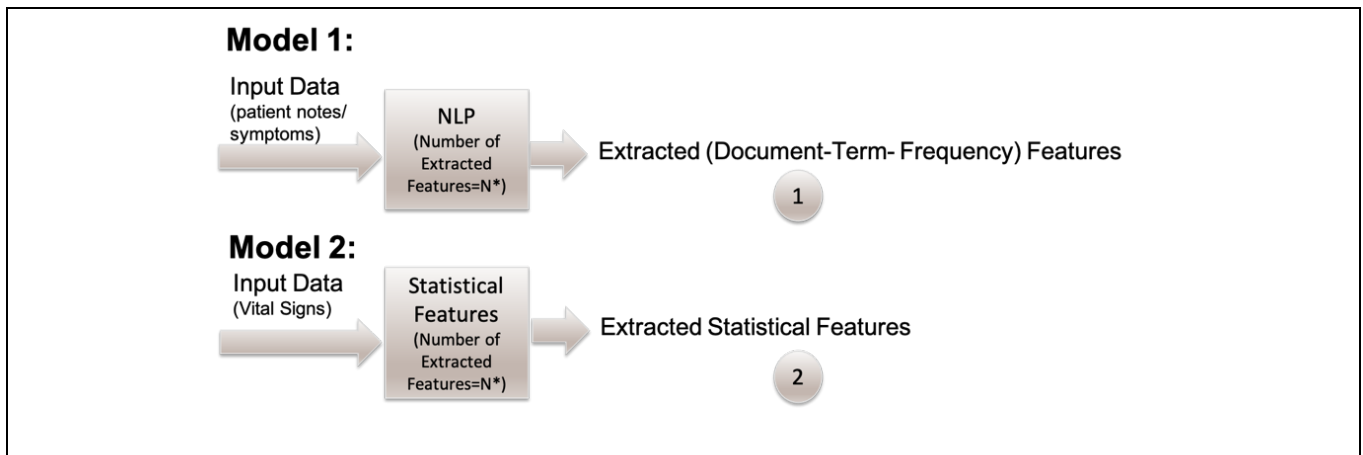 Model 1:
Input Data
(patient notes/
symptoms)
NLP
(Number of
Extracted
Features=N*)
Extracted (Document-Term- Frequency) Features
1
Model 2:
Input Data
(Vital Signs)
Statistical
Features
(Number of
Extracted
Features=N*)
Extracted Statistical Features
2